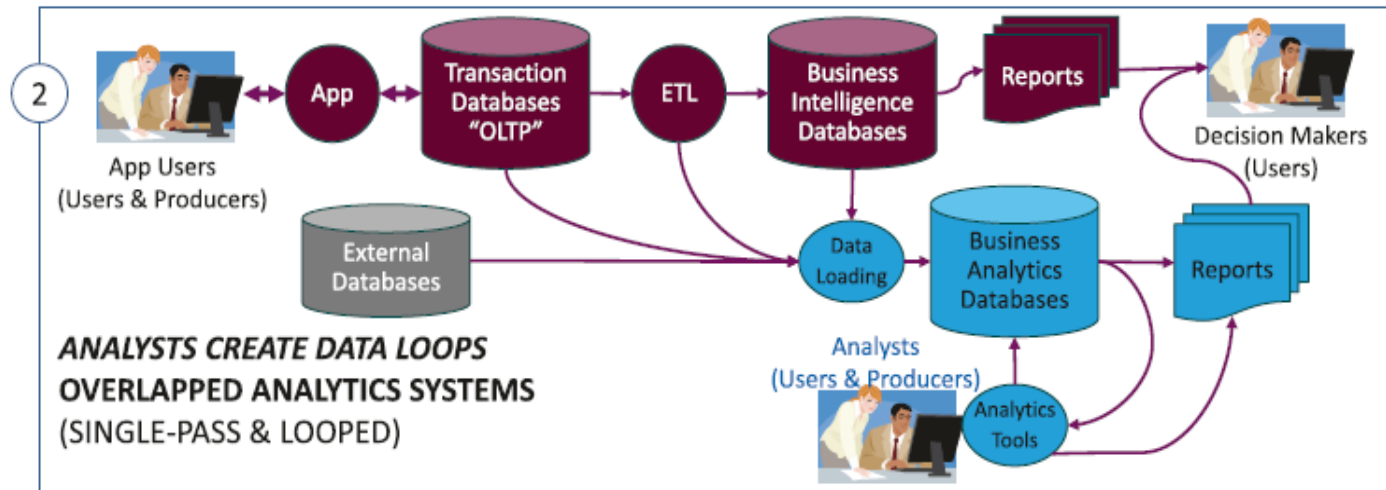 2
App
Transaction
Databases
“OLTP”
ETL
Business
Intelligence
Databases
Reports
App Users
(Users & Producers)
Decision Makers
(Users)
External
Databases
Data
Loading
Business
Analytics
Databases
Reports
ANALYSTS CREATE DATA LOOPS
OVERLAPPED ANALYTICS SYSTEMS
(SINGLE-PASS & LOOPED)
Analysts
(Users & Producers)
Analytics
Tools